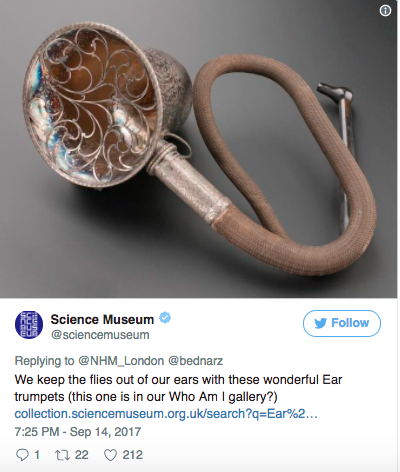 Science Museum
@sciencemuseum
Follow
Replying to @NHM_London @bednarz
We keep the flies out of our ears with these wonderful Ear
trumpets (this one is in our Who Am I gallery?)
collection.sciencemuseum.org.uk/search?q=Ear%2...
7:25 PM - Sep 14, 2017
1 22 212